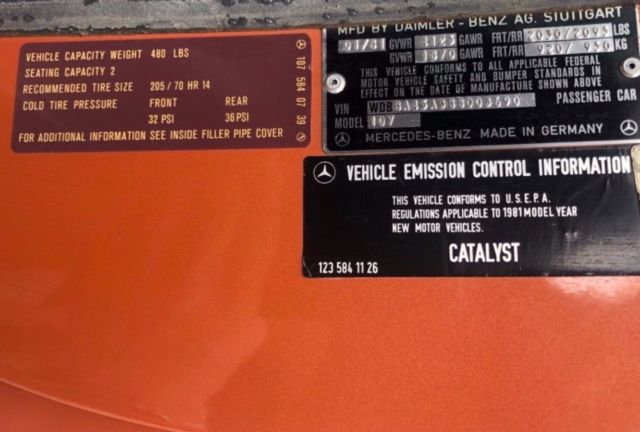 VEHICLE CAPACITY WEIGHT 480 LBS
SEATING CAPACITY 2
RECOMMENDED TIRE SIZE 205 / 70 HR 14
COLD TIRE PRESSURE FRONT REAR
32 PSI 36 PSI
FOR ADDITIONAL INFORMATION SEE INSIDE FILLER PIPE COVER
107 584 07 39
MFD BY DAIMLER - BENZ AG. STUTTGART
GVWR GAWR FRT/RR LBS
GVWR GAWR FRT/RR KG
THIS VEHICLE CONFORMS TO ALL APPLICABLE FEDERAL
MOTOR VEHICLE SAFETY AND BUMPER STANDARDS IN
EFFECT ON THE DATE OF MANUFACTURE SHOWN ABOVE
VIN WDB PASSENGER CAR
MODEL 107
MERCEDES-BENZ MADE IN GERMANY
VEHICLE EMISSION CONTROL INFORMATION
THIS VEHICLE CONFORMS TO U.S.E.P.A.
REGULATIONS APPLICABLE TO 1981 MODEL YEAR
NEW MOTOR VEHICLES.
CATALYST
123 584 11 26